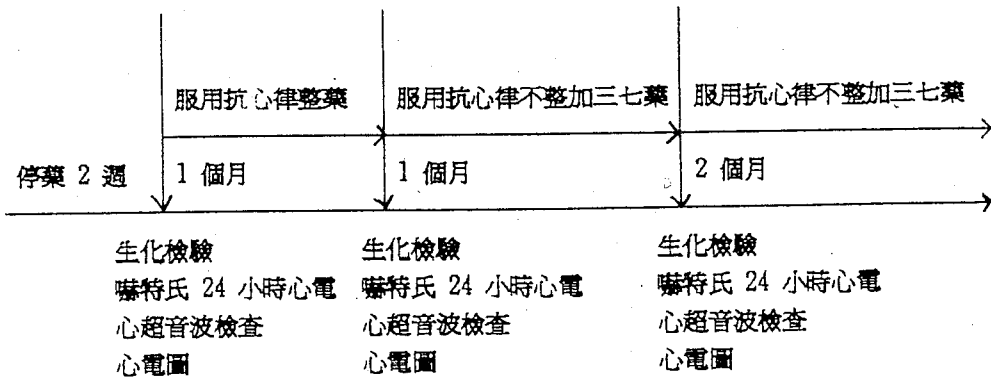 服用抗心律整藥 服用抗心律不整加三七藥 服用抗心律不整加三七藥
停藥 2 週 1 個月 1 個月 2 個月
生化檢驗 生化檢驗 生化檢驗
嚇特氏 24 小時心電 嚇特氏 24 小時心電 嚇特氏 24 小時心電
心超音波檢查 心超音波檢查 心超音波檢查
心電圖 心電圖 心電圖